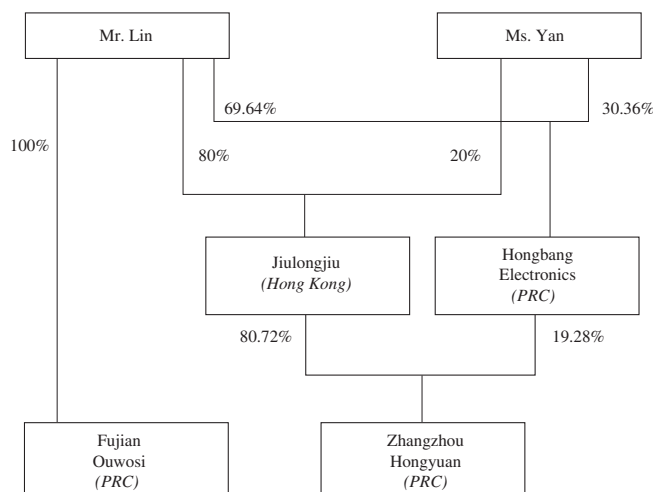 Mr. Lin
Ms. Yan
69.64%
30.36%
100%
80%
20%
Jiulongjiu
(Hong Kong)
Hongbang
Electronics
(PRC)
80.72%
19.28%
Fujian
Ouwosi
(PRC)
Zhangzhou
Hongyuan
(PRC)